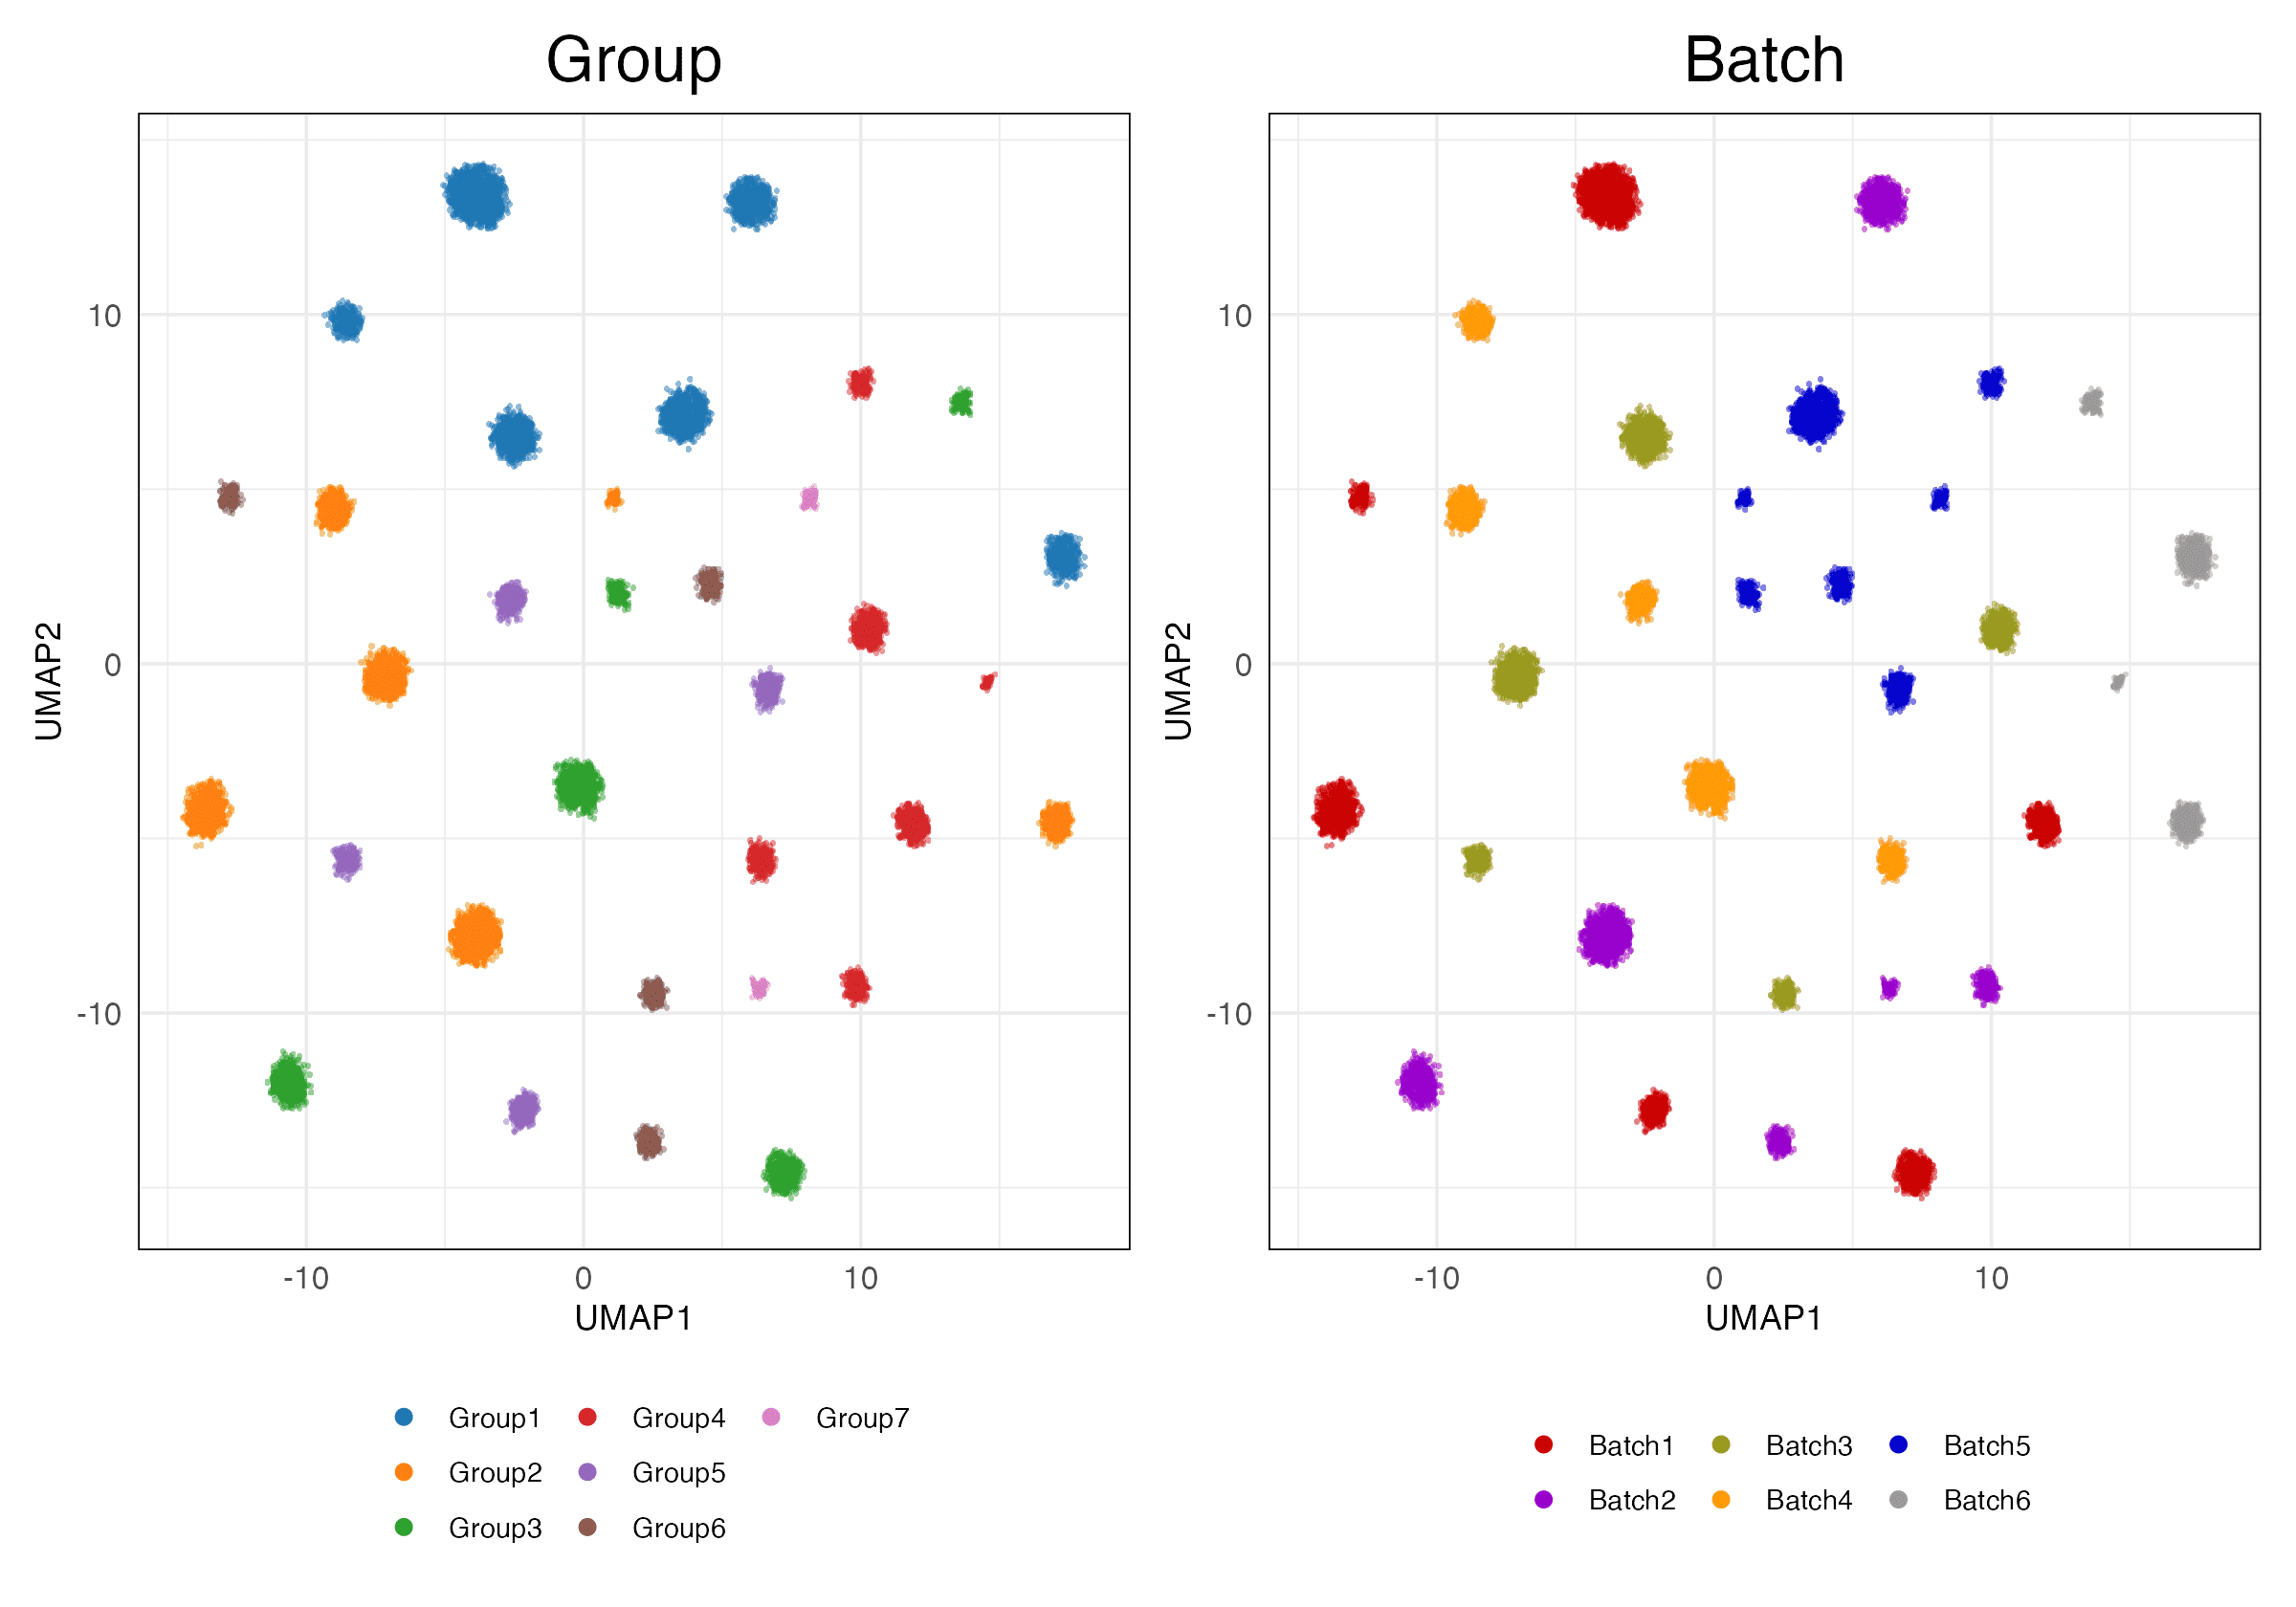 Group
Batch
UMAP2
10
0
-10
-10 0 10
UMAP1
UMAP2
10
0
-10
-10 0 10
UMAP1
Group1 Group4 Group7
Group2 Group5
Group3 Group6
Batch1 Batch3 Batch5
Batch2 Batch4 Batch6